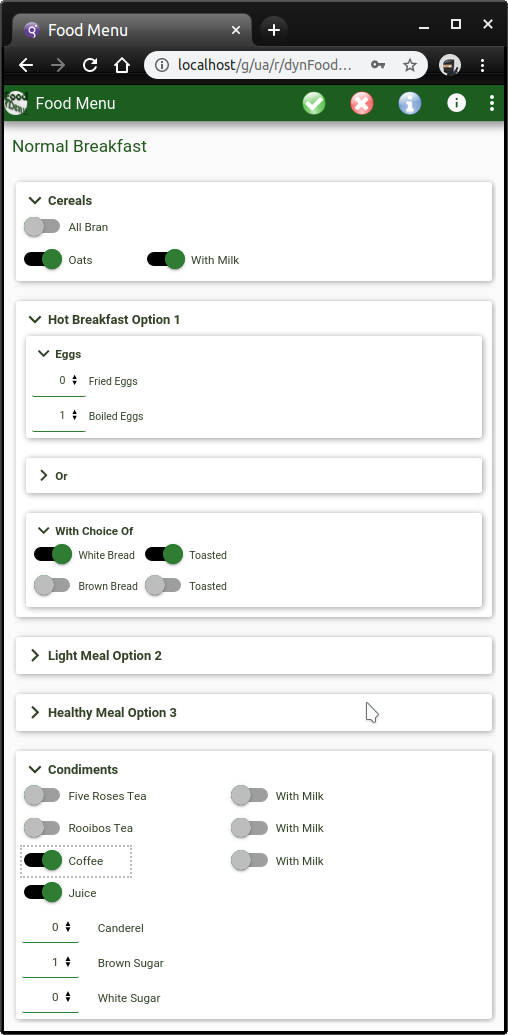 Food Menu
localhost/g/ua/r/dynFood...
Food Menu
Normal Breakfast
Cereals
All Bran
Oats With Milk
Hot Breakfast Option 1
Eggs
0 Fried Eggs
1 Boiled Eggs
Or
With Choice Of
White Bread Toasted
Brown Bread Toasted
Light Meal Option 2
Healthy Meal Option 3
Condiments
Five Roses Tea With Milk
Rooibos Tea With Milk
Coffee With Milk
Juice
0 Canderel
1 Brown Sugar
0 White Sugar